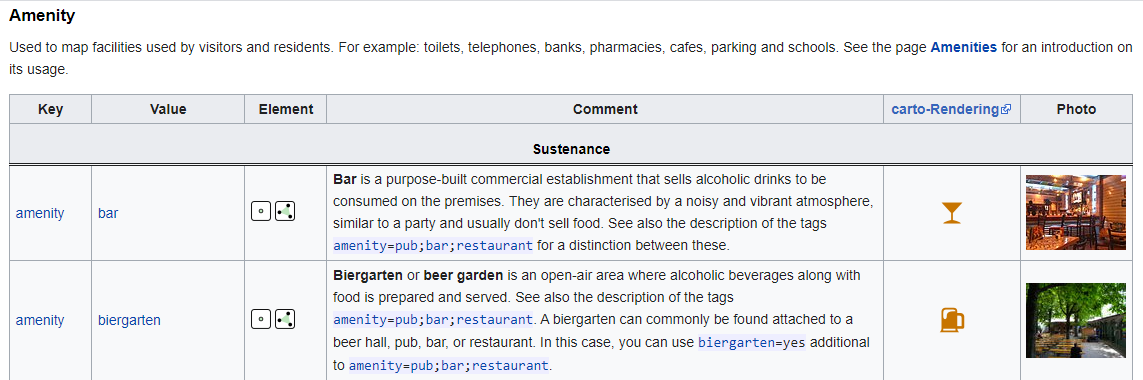 Amenity
Used to map facilities used by visitors and residents. For example: toilets, telephones, banks, pharmacies, cafes, parking and schools. See the page Amenities for an introduction on
its usage.
Key Value Element Comment carto-Rendering Photo
Sustenance
amenity
bar
Bar is a purpose-built commercial establishment that sells alcoholic drinks to be
consumed on the premises. They are characterised by a noisy and vibrant atmosphere,
similar to a party and usually don't sell food. See also the description of the tags
amenity=pub;bar;restaurant for a distinction between these.
amenity
biergarten
Biergarten or beer garden is an open-air area where alcoholic beverages along with
food is prepared and served. See also the description of the tags
amenity=pub;bar;restaurant. A biergarten can commonly be found attached to a
beer hall, pub, bar, or restaurant. In this case, you can use biergarten=yes additional
to amenity=pub;bar;restaurant.